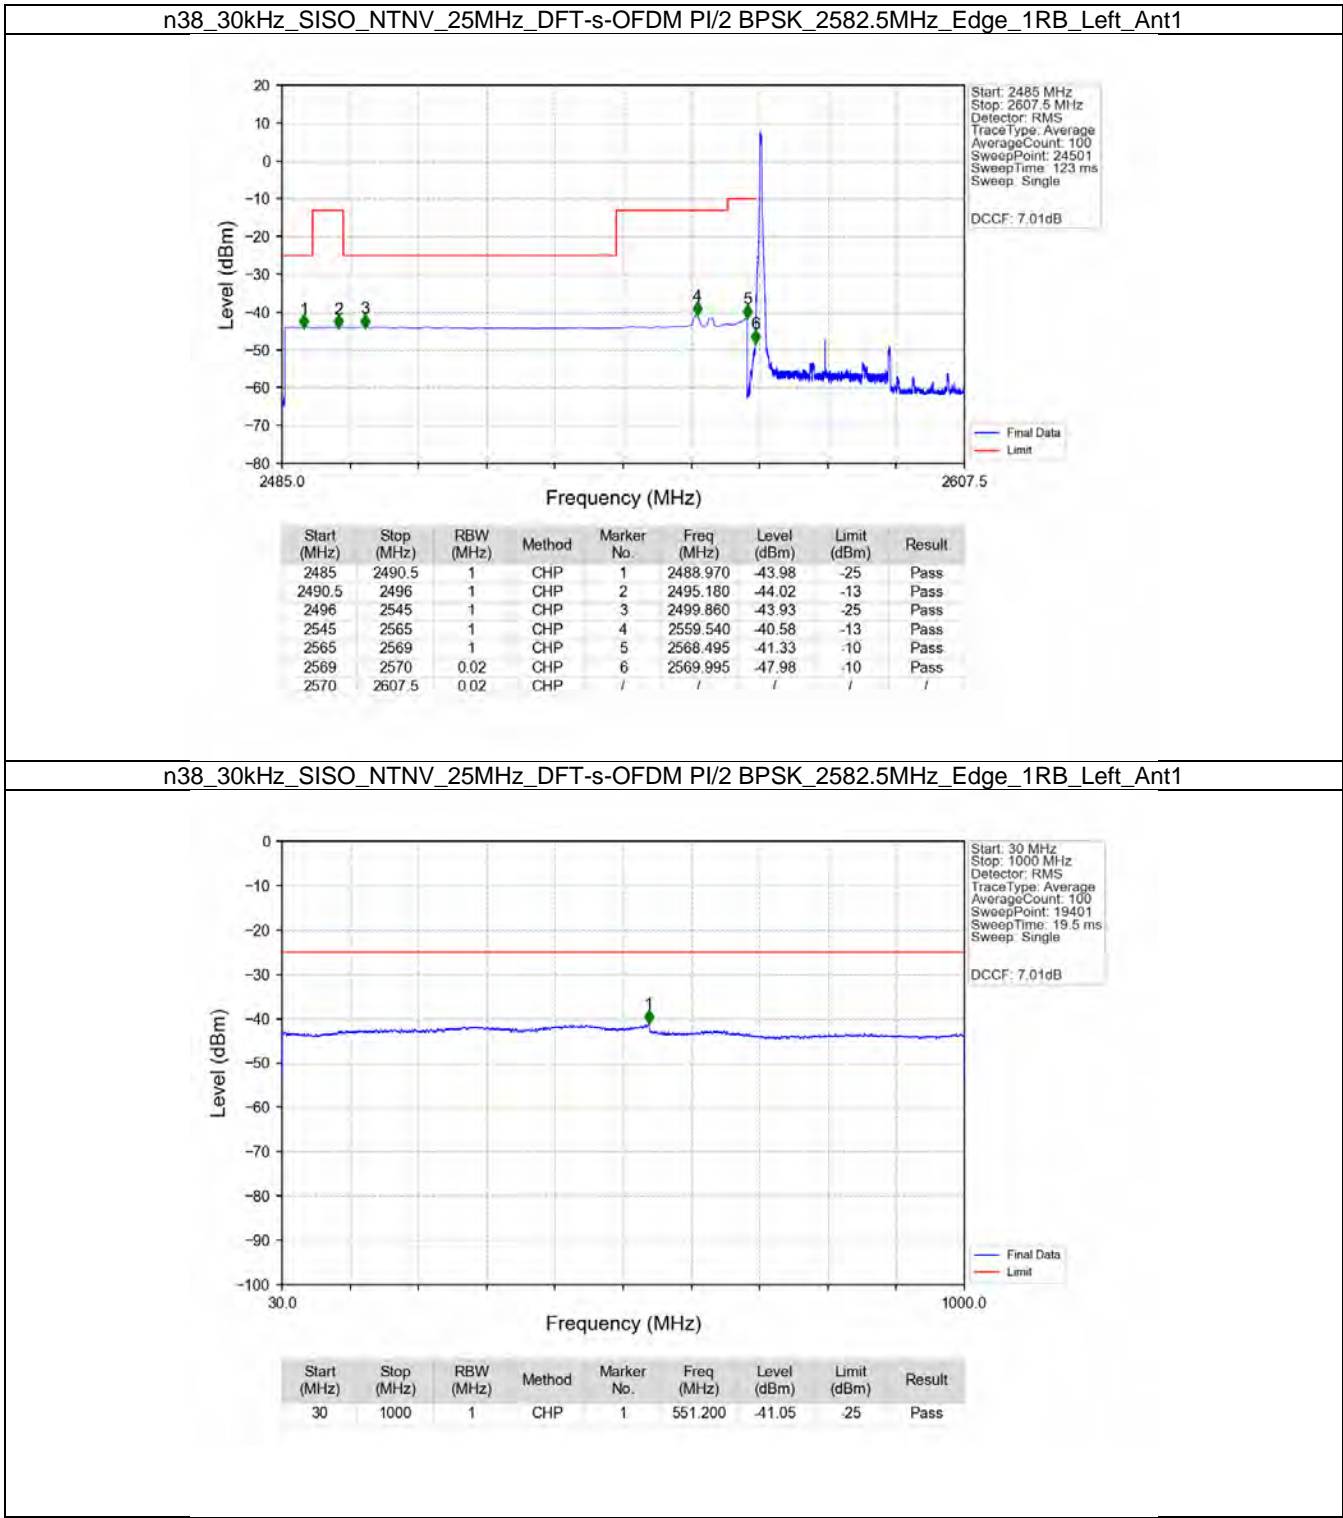 n38_30kHz_SISO_NTNV_25MHz_DFT-s-OFDM PI/2 BPSK_2582.5MHz_Edge_1RB_Left_Ant1
Start: 2485 MHz
Stop: 2607.5 MHz
Detector: RMS
TraceType: Average
AverageCount: 100
SweepPoint: 24501
SweepTime: 123 ms
Sweep: Single
DCCF: 7.01dB
20
10
0
−10
−20
−30
−40
−50
−60
−70
−80
Level (dBm)
1 2 3 4 5 6
Final Data
Limit
2485.0 2607.5
Frequency (MHz)
Start (MHz) Stop (MHz) RBW (MHz) Method Marker No. Freq (MHz) Level (dBm) Limit (dBm) Result
2485 2490.5 1 CHP 1 2488.970 -43.98 -25 Pass
2490.5 2496 1 CHP 2 2495.180 -44.02 -13 Pass
2496 2545 1 CHP 3 2499.860 -43.93 -25 Pass
2545 2565 1 CHP 4 2559.540 -40.58 -13 Pass
2565 2569 1 CHP 5 2568.495 -41.33 -10 Pass
2569 2570 0.02 CHP 6 2569.995 -47.98 -10 Pass
2570 2607.5 0.02 CHP / / / / /
n38_30kHz_SISO_NTNV_25MHz_DFT-s-OFDM PI/2 BPSK_2582.5MHz_Edge_1RB_Left_Ant1
Start: 30 MHz
Stop: 1000 MHz
Detector: RMS
TraceType: Average
AverageCount: 100
SweepPoint: 19401
SweepTime: 19.5 ms
Sweep: Single
DCCF: 7.01dB
0
−10
−20
−30
−40
−50
−60
−70
−80
−90
−100
Level (dBm)
1
Final Data
Limit
30.0 1000.0
Frequency (MHz)
Start (MHz) Stop (MHz) RBW (MHz) Method Marker No. Freq (MHz) Level (dBm) Limit (dBm) Result
30 1000 1 CHP 1 551.200 -41.05 -25 Pass